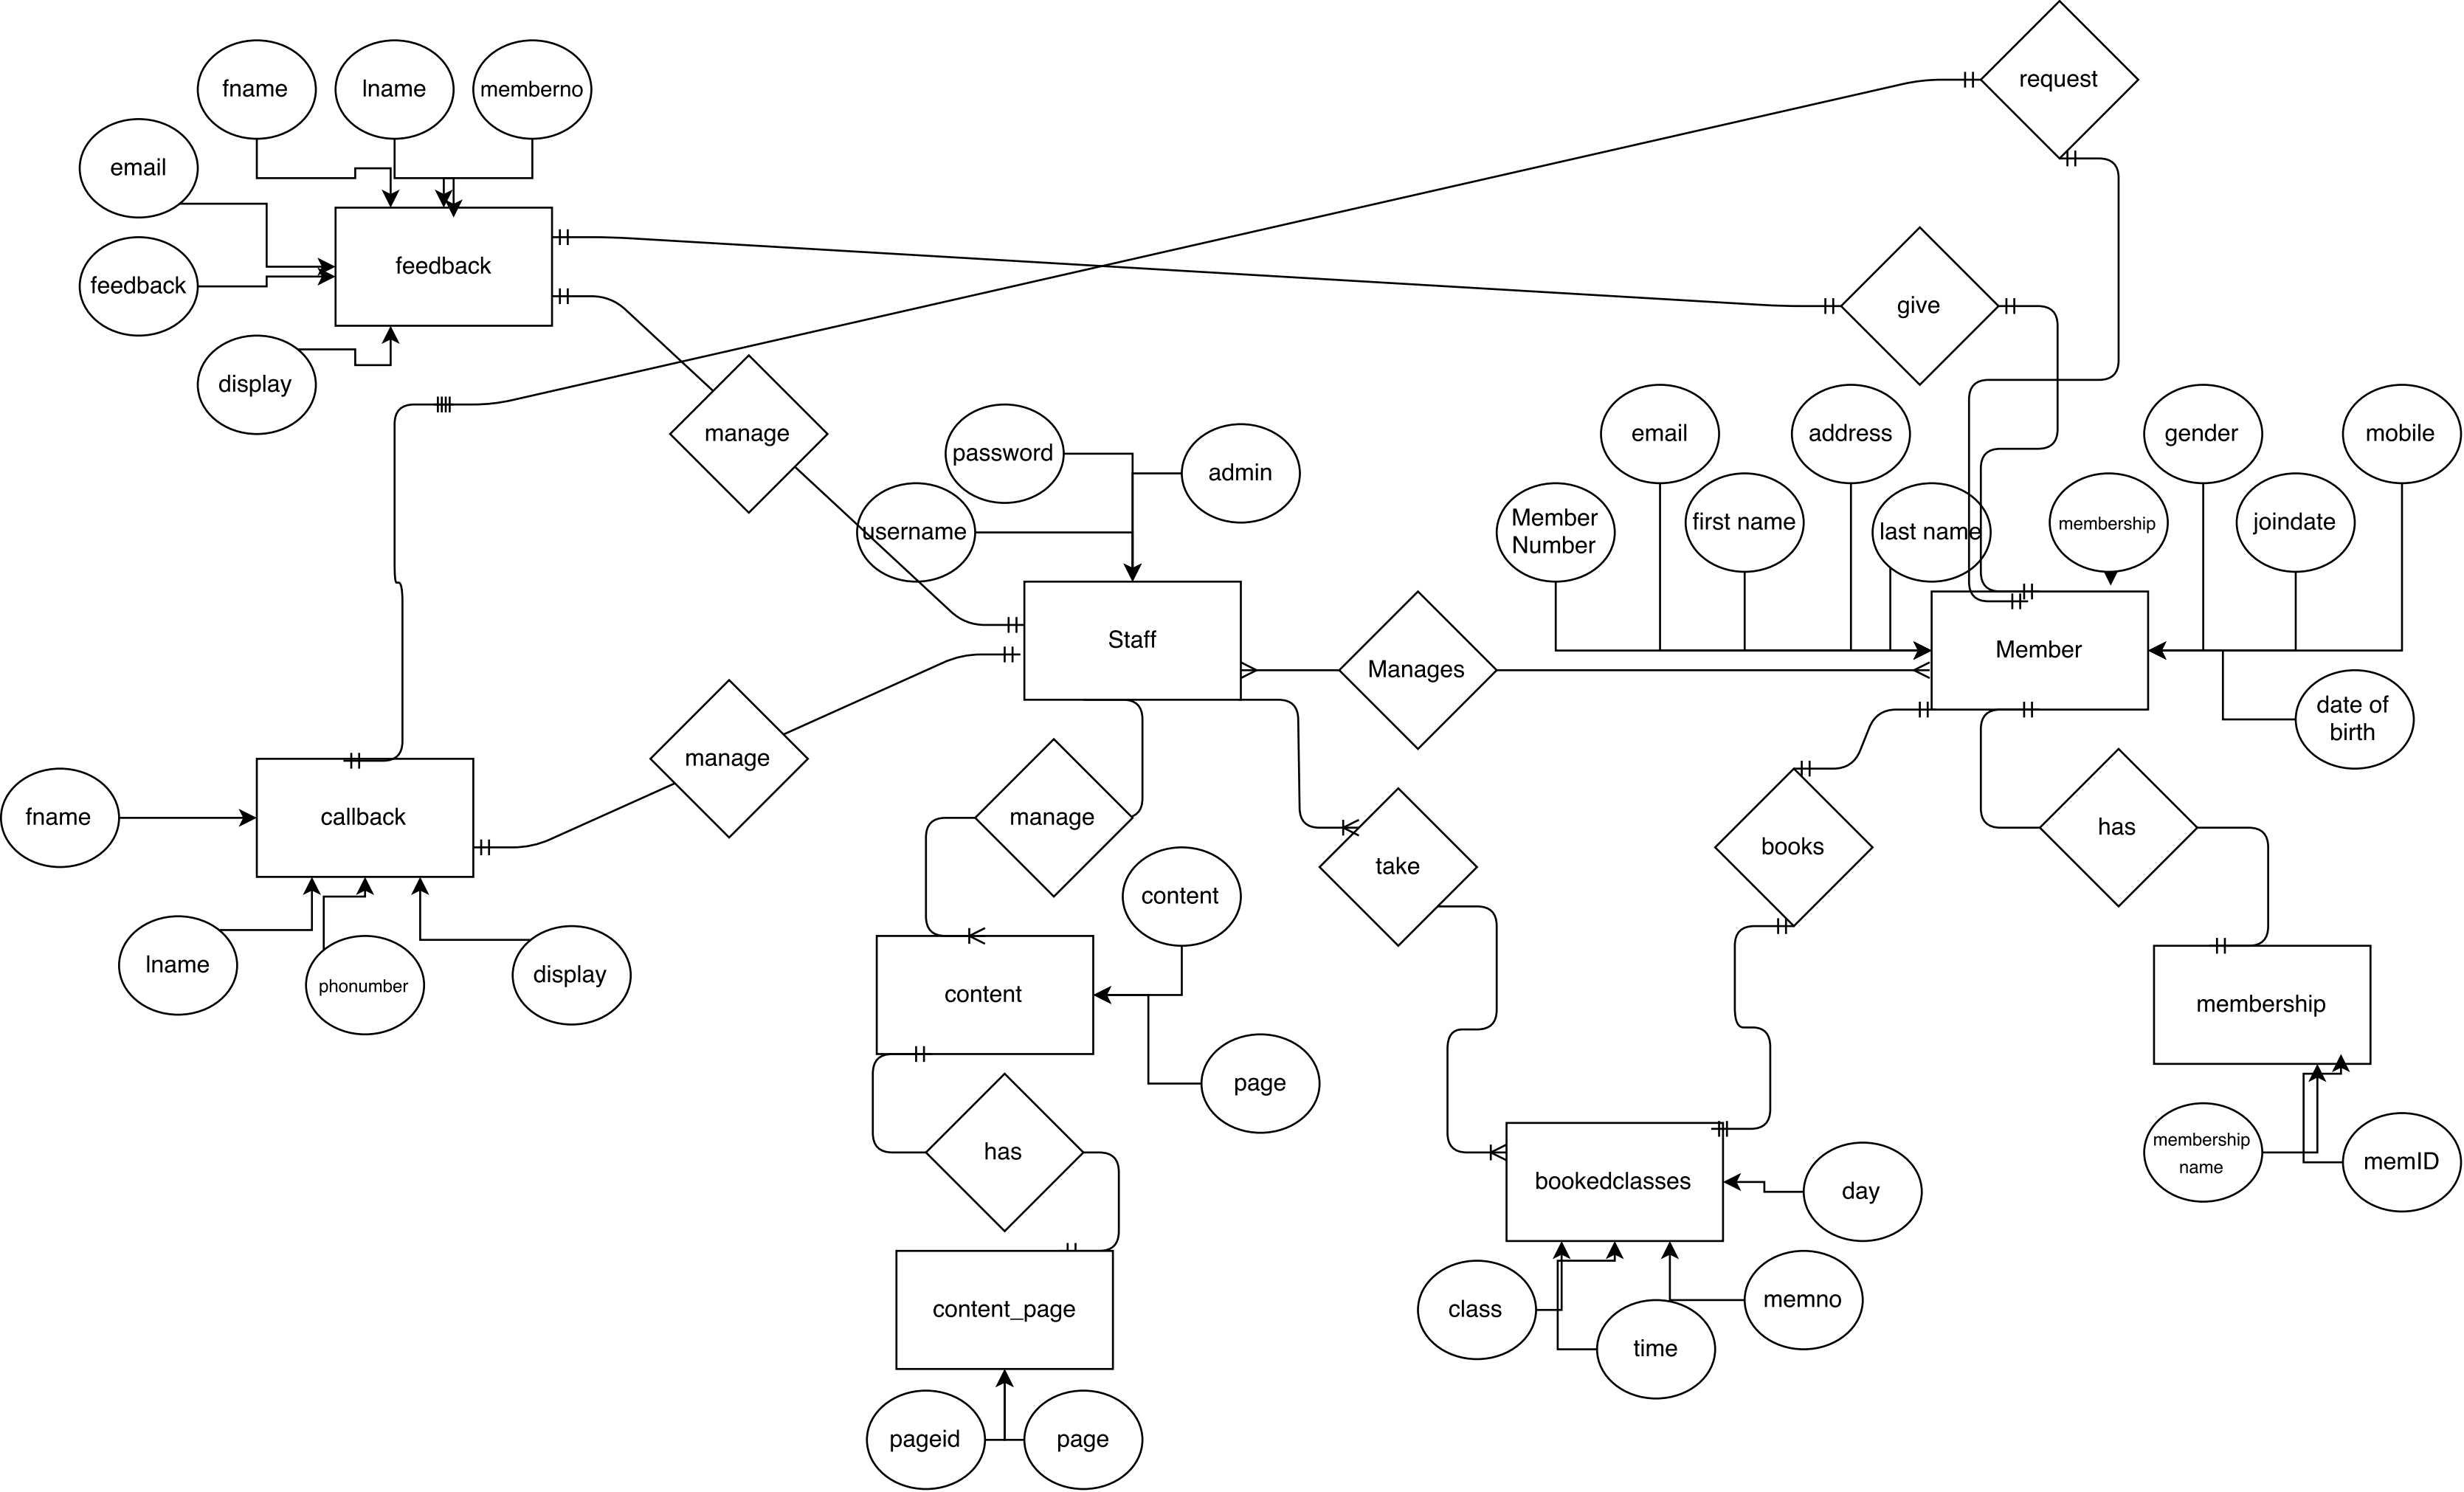 request
fname
lname
memberno
email
feedback
feedback
give
display
manage
password
admin
username
email
address
gender
mobile
Member
Number
first name
last name
membership
joindate
Staff
Manages
Member
date of
birth
manage
fname
callback
manage
take
books
has
content
lname
phonumber
display
content
membership
page
has
bookedclasses
day
membership
name
memID
content_page
class
time
memno
pageid
page